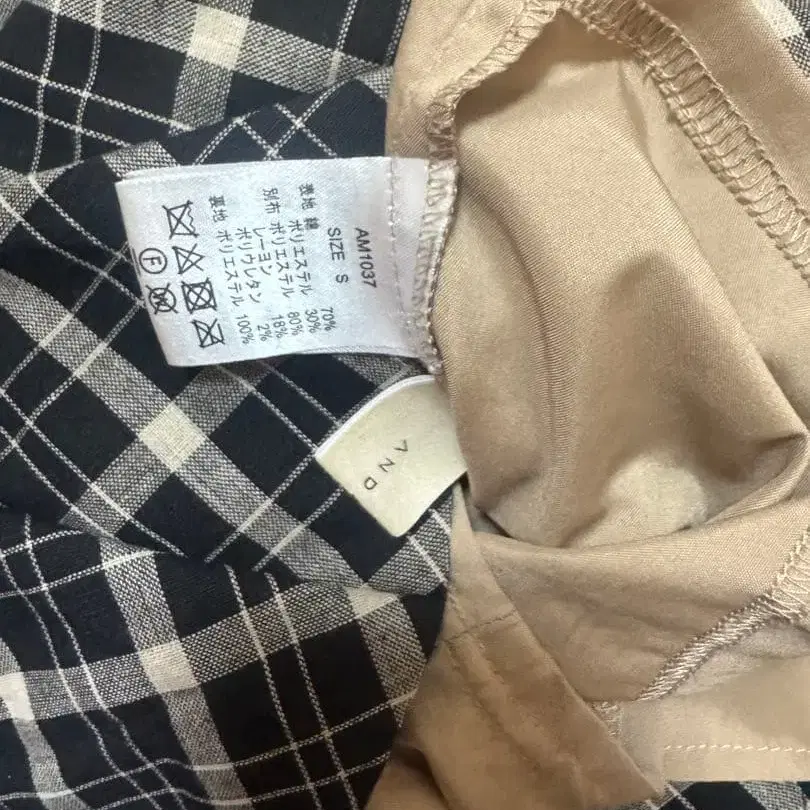 AM1037
SIZE S
表地 綿 70%
ポリエステル 30%
別布 ポリエステル 80%
レーヨン 18%
ポリウレタン 2%
裏地 ポリエステル 100%
F
W
AND